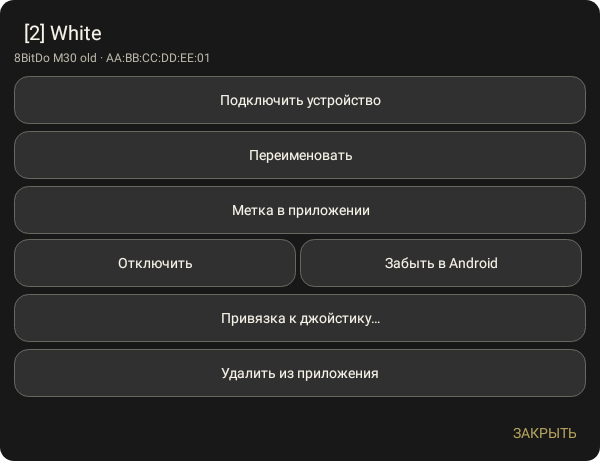 [2] White
8BitDo M30 old · AA:BB:CC:DD:EE:01
Подключить устройство
Переименовать
Метка в приложении
Отключить
Забыть в Android
Привязка к джойстику…
Удалить из приложения
ЗАКРЫТЬ